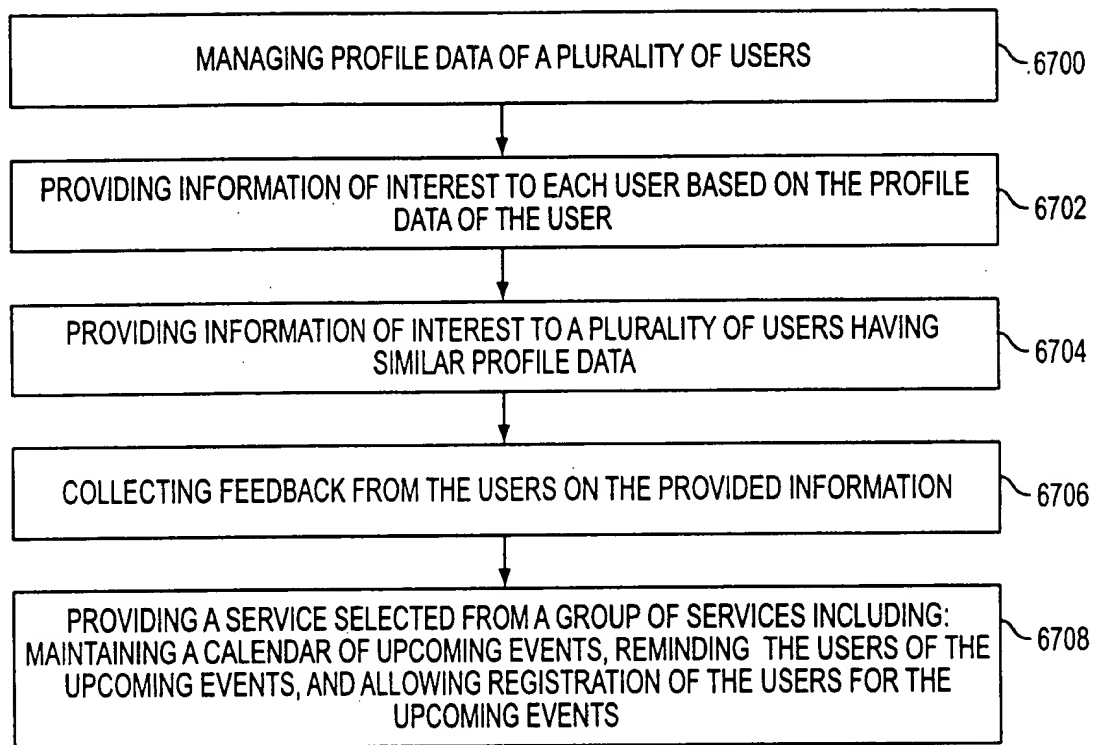 MANAGING PROFILE DATA OF A PLURALITY OF USERS
6700
PROVIDING INFORMATION OF INTEREST TO EACH USER BASED ON THE PROFILE
DATA OF THE USER
6702
PROVIDING INFORMATION OF INTEREST TO A PLURALITY OF USERS HAVING
SIMILAR PROFILE DATA
6704
COLLECTING FEEDBACK FROM THE USERS ON THE PROVIDED INFORMATION
6706
PROVIDING A SERVICE SELECTED FROM A GROUP OF SERVICES INCLUDING:
MAINTAINING A CALENDAR OF UPCOMING EVENTS, REMINDING THE USERS OF THE
UPCOMING EVENTS, AND ALLOWING REGISTRATION OF THE USERS FOR THE
UPCOMING EVENTS
6708